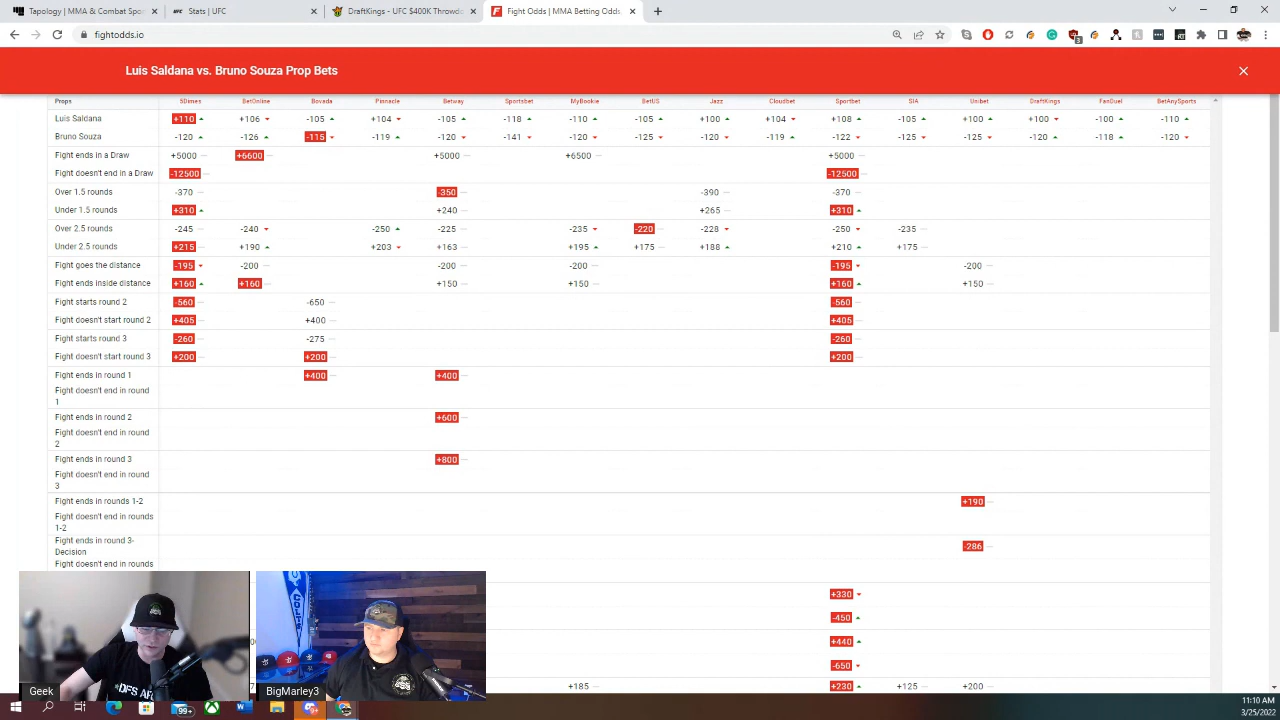 Tapology | MMA & Combat Spor × Stats | UFC × DraftKings - UFC $400K Throwdo × Fight Odds | MMA Betting Odds ×
fightodds.io
Luis Saldana vs. Bruno Souza Prop Bets
Props 5Dimes BetOnline Bovada Pinnacle Betway Sportsbet MyBookie BetUS Jazz Cloudbet Sportbet SIA Unibet DraftKings FanDuel BetAnySports
Luis Saldana +110 +106 -105 +104 -105 -118 -110 -105 +100 +104 +108 -105 +100 +100 -100 -110
Bruno Souza -120 -126 -115 -119 -120 -141 -120 -125 -120 -119 -122 -125 -125 -120 -118 -120
Fight ends in a Draw +5000 +6600 +5000 +6500 +5000
Fight doesn't end in a Draw -12500 -12500
Over 1.5 rounds -370 -350 -390 -370
Under 1.5 rounds +310 +240 +265 +310
Over 2.5 rounds -245 -240 -250 -225 -235 -220 -228 -250 -235
Under 2.5 rounds +215 +190 +203 +163 +195 +175 +188 +210 +175
Fight goes the distance -195 -200 -200 -200 -195 -200
Fight ends inside distance +160 +160 +150 +150 +160 +150
Fight starts round 2 -560 -650 -560
Fight doesn't start round 2 +405 +400 +405
Fight starts round 3 -260 -275 -260
Fight doesn't start round 3 +200 +200 +200
Fight ends in round 1 +400 +400
Fight doesn't end in round
1
Fight ends in round 2 +600
Fight doesn't end in round
2
Fight ends in round 3 +800
Fight doesn't end in round
3
Fight ends in rounds 1-2 +190
Fight doesn't end in rounds
1-2
Fight ends in round 3-
Decision -286
Fight doesn't end in rounds
+330
-450
+440
-650
+185 +230 +125 +200
Geek BigHarley3
99+
11:10 AM
3/25/2022